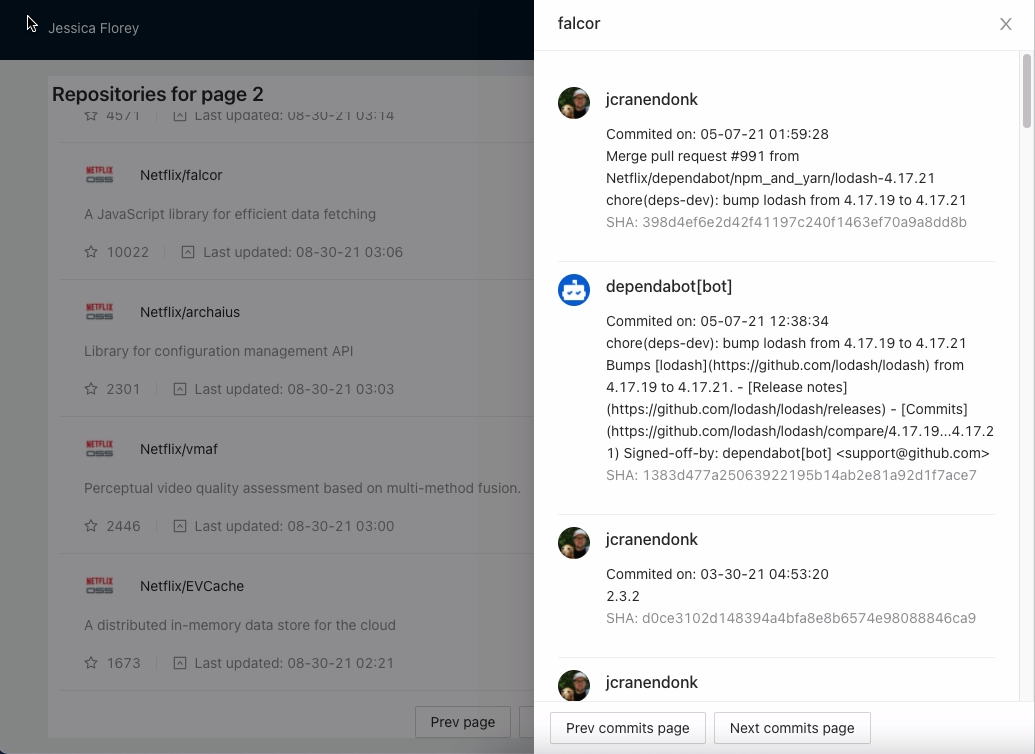 Jessica Florey
Repositories for page 2
4571 Last updated: 08-30-21 03:14
NETFLIX OSS
Netflix/falcor
A JavaScript library for efficient data fetching
10022 Last updated: 08-30-21 03:06
NETFLIX OSS
Netflix/archaius
Library for configuration management API
2301 Last updated: 08-30-21 03:03
NETFLIX OSS
Netflix/vmaf
Perceptual video quality assessment based on multi-method fusion.
2446 Last updated: 08-30-21 03:00
NETFLIX OSS
Netflix/EVCache
A distributed in-memory data store for the cloud
1673 Last updated: 08-30-21 02:21
Prev page
falcor
jcranendonk
Commited on: 05-07-21 01:59:28
Merge pull request #991 from
Netflix/dependabot/npm_and_yarn/lodash-4.17.21
chore(deps-dev): bump lodash from 4.17.19 to 4.17.21
SHA: 398d4ef6e2d42f41197c240f1463ef70a9a8dd8b
dependabot[bot]
Commited on: 05-07-21 12:38:34
chore(deps-dev): bump lodash from 4.17.19 to 4.17.21
Bumps [lodash](https://github.com/lodash/lodash) from
4.17.19 to 4.17.21. - [Release notes]
(https://github.com/lodash/lodash/releases) - [Commits]
(https://github.com/lodash/lodash/compare/4.17.19...4.17.2
1) Signed-off-by: dependabot[bot] <support@github.com>
SHA: 1383d477a25063922195b14ab2e81a92d1f7ace7
jcranendonk
Commited on: 03-30-21 04:53:20
2.3.2
SHA: d0ce3102d148394a4bfa8e8b6574e98088846ca9
jcranendonk
Prev commits page
Next commits page